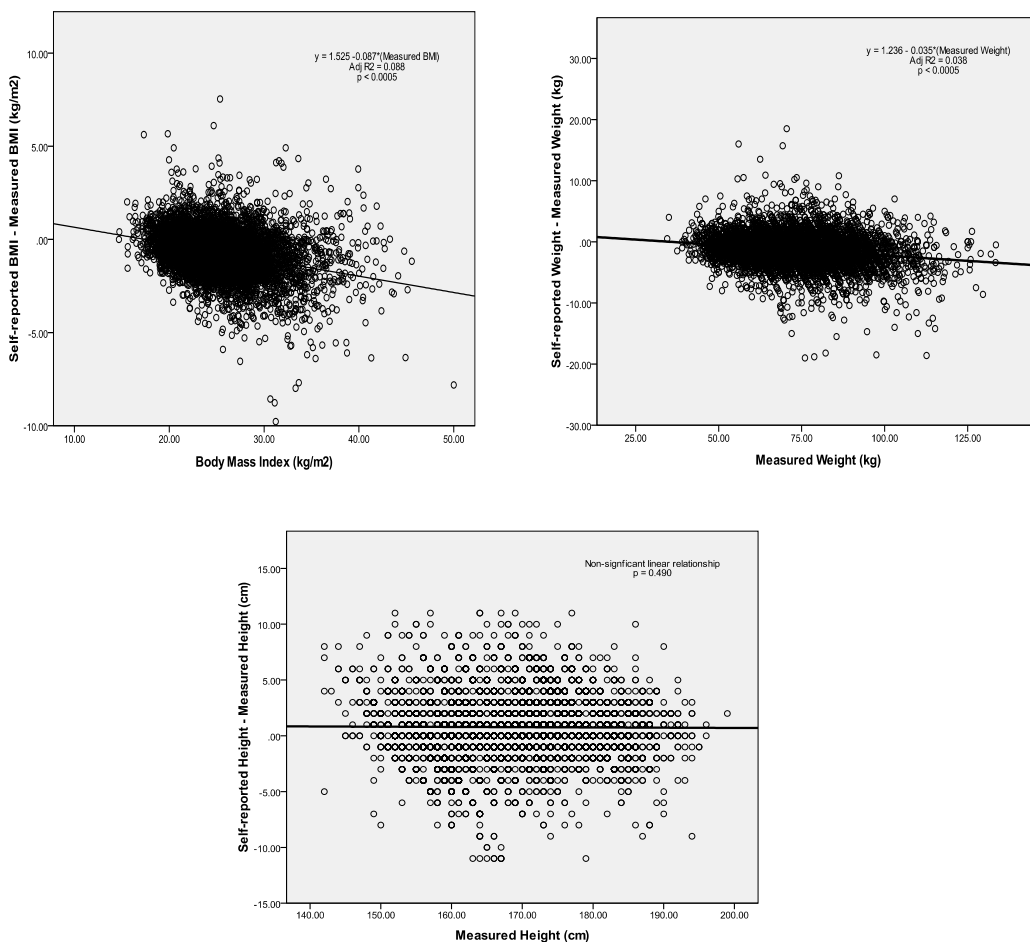 y = 1.525 -0.087*(Measured BMI)
Adj R2 = 0.088
p < 0.0005
Self-reported BMI - Measured BMI (kg/m2)
10.00
5.00
.00
-5.00
-10.00
10.00 20.00 30.00 40.00 50.00
Body Mass Index (kg/m2)
y = 1.236 - 0.035*(Measured Weight)
Adj R2 = 0.038
p < 0.0005
Self-reported Weight - Measured Weight (kg)
30.00
20.00
10.00
.00
-10.00
-20.00
-30.00
25.00 50.00 75.00 100.00 125.00
Measured Weight (kg)
Non-signficant linear relationship
p = 0.490
Self-reported Height - Measured Height (cm)
15.00
10.00
5.00
.00
-5.00
-10.00
-15.00
140.00 150.00 160.00 170.00 180.00 190.00 200.00
Measured Height (cm)